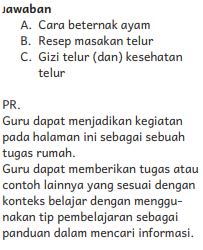 Jawaban
A. Cara beternak ayam
B. Resep masakan telur
C. Gizi telur (dan) kesehatan
telur
PR.
Guru dapat menjadikan kegiatan
pada halaman ini sebagai sebuah
tugas rumah.
Guru dapat memberikan tugas atau
contoh lainnya yang sesuai dengan
konteks belajar dengan menggu-
nakan tip pembelajaran sebagai
panduan dalam mencari informasi.